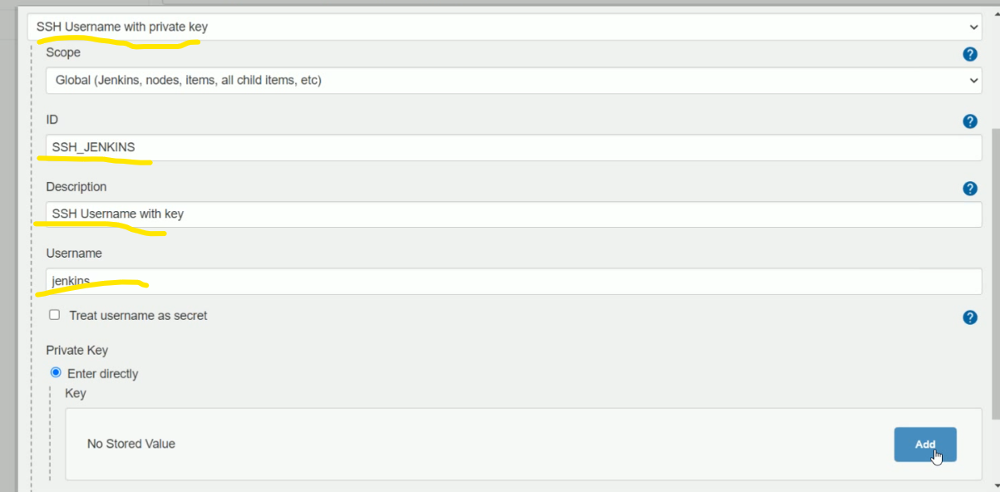 SSH Username with private key
Scope
?
Global (Jenkins, nodes, items, all child items, etc)
ID
?
SSH_JENKINS
Description
?
SSH Username with key
Username
jenkins
Treat username as secret
?
Private Key
Enter directly
Key
No Stored Value
Add